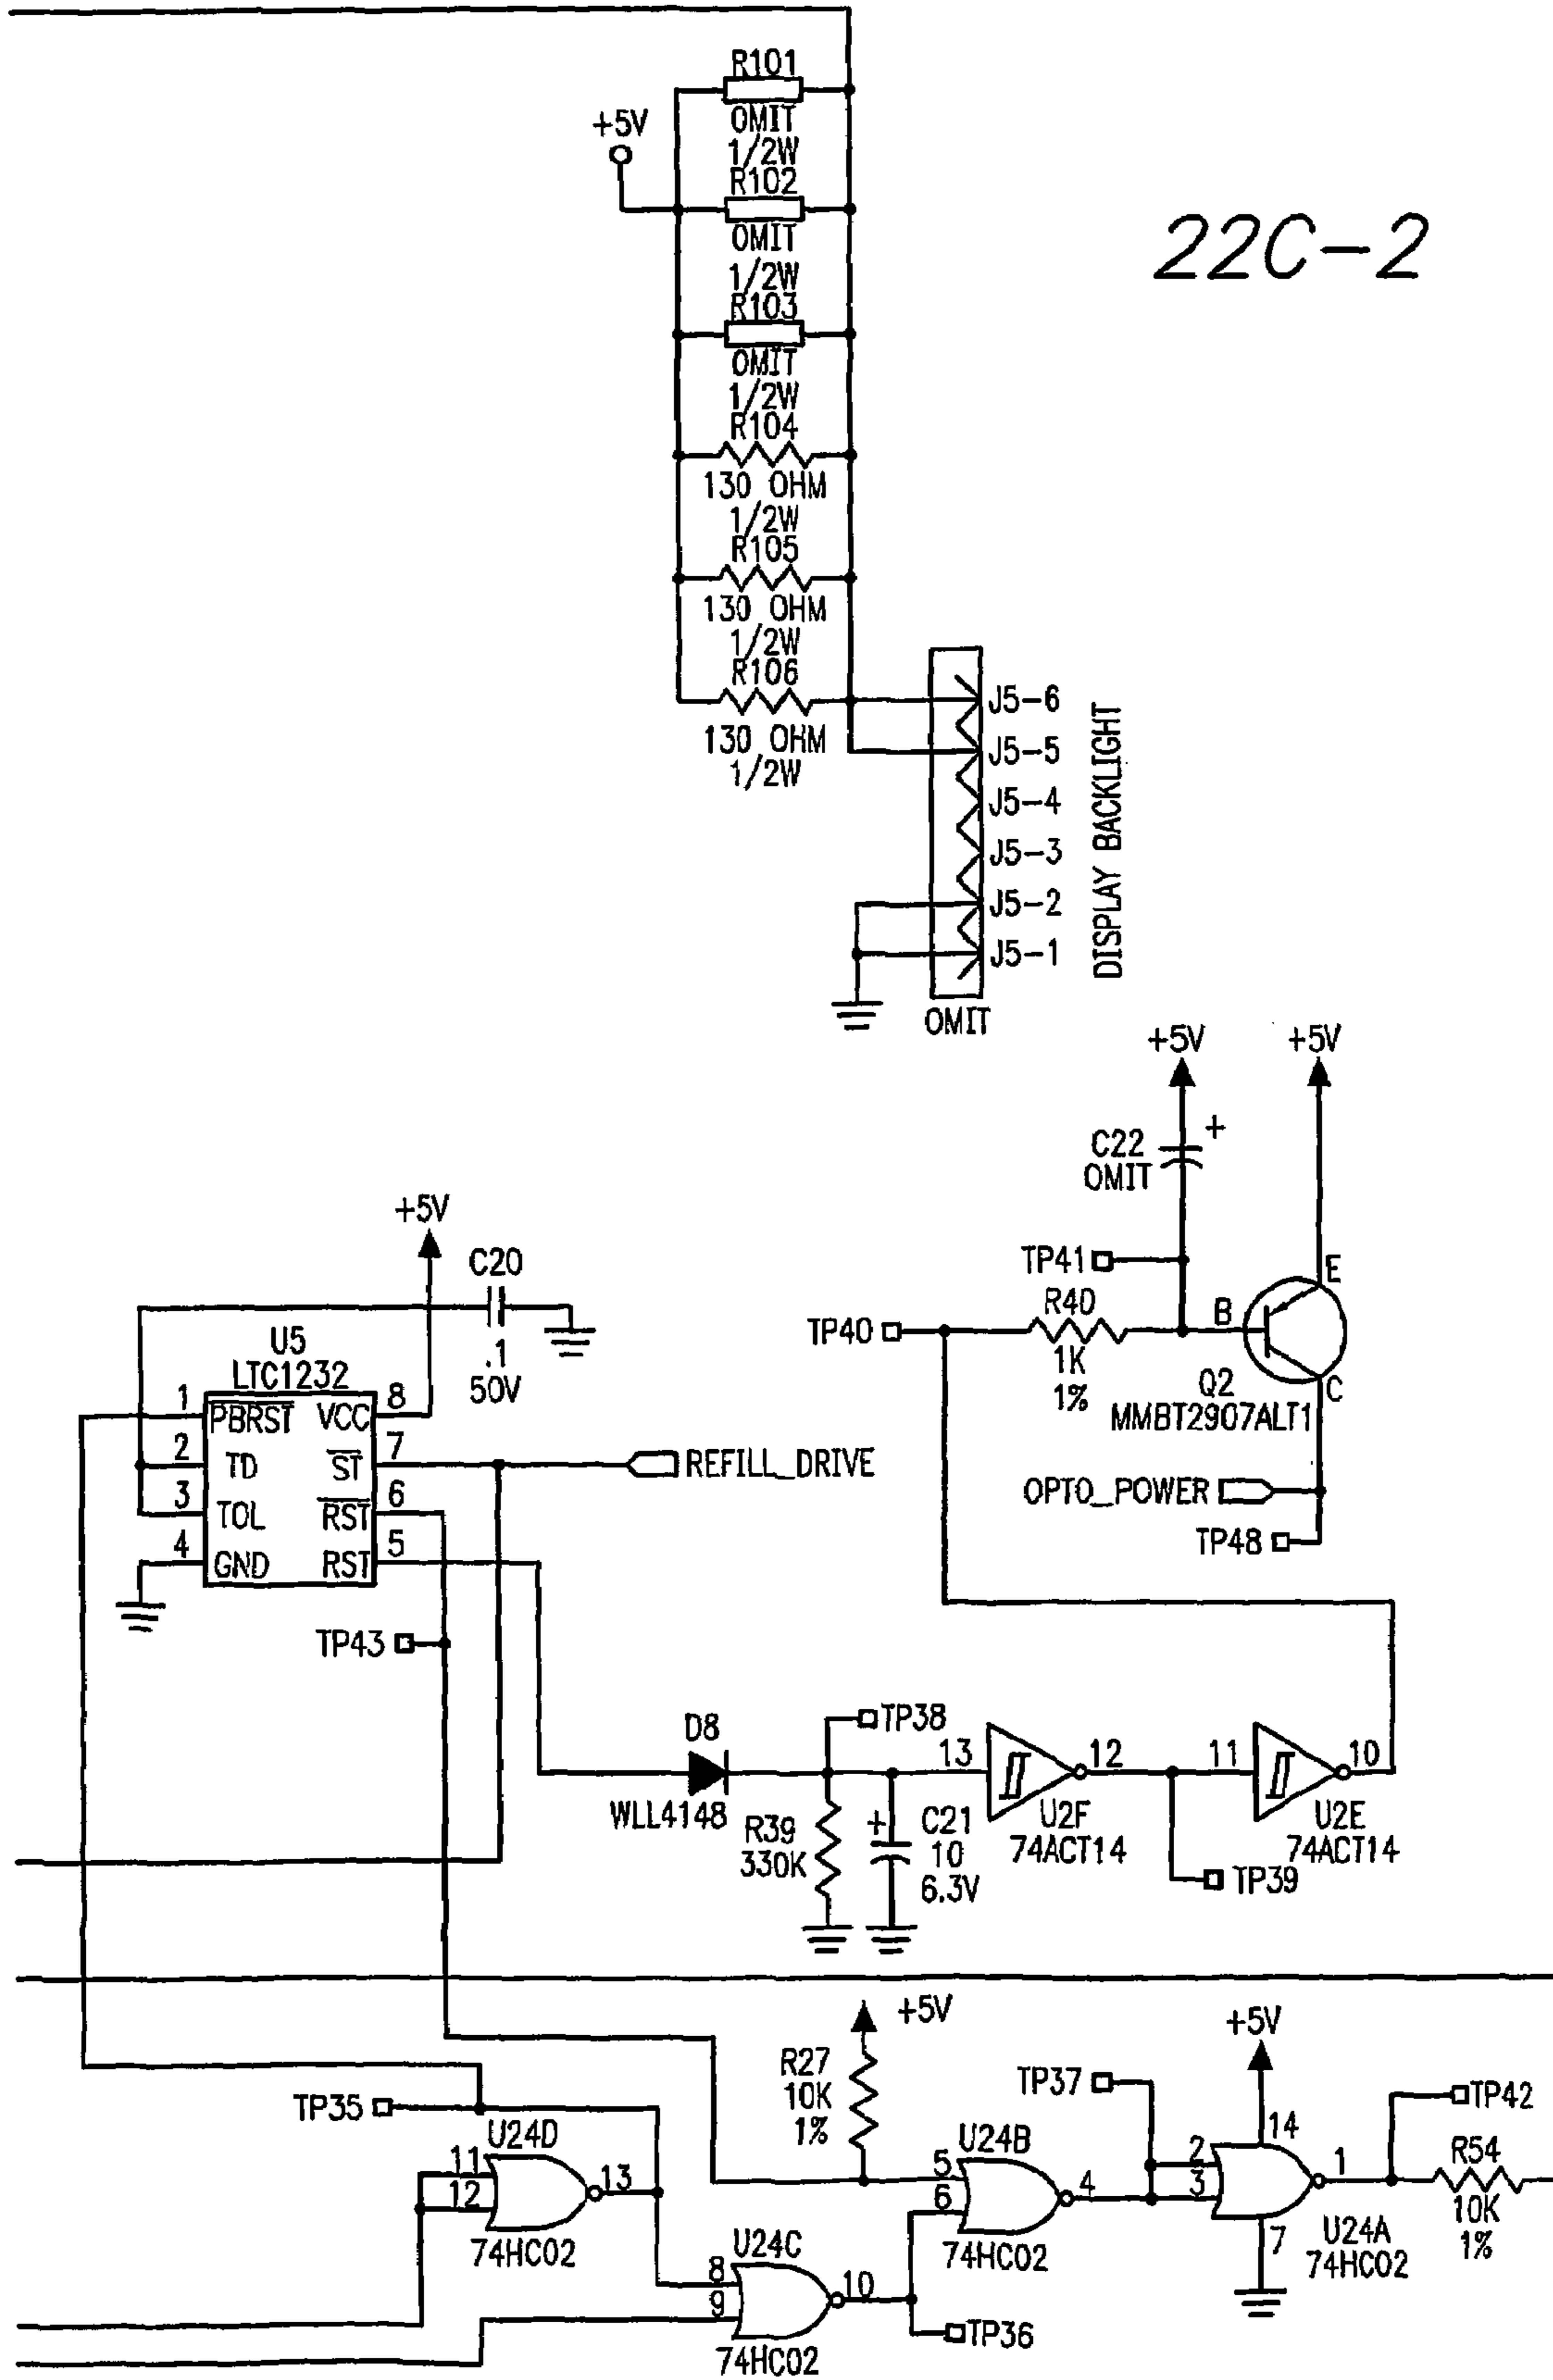 R101
OMIT
1/2W
+5V
R102
OMIT
1/2W
R103
OMIT
1/2W
R104
130 OHM
1/2W
R105
130 OHM
1/2W
R106
130 OHM
1/2W
22C-2
J5-6
J5-5
J5-4
J5-3
J5-2
J5-1
OMIT
DISPLAY BACKLIGHT
+5V
+5V
C22
OMIT
+
TP41
R40
1K
1%
TP40
B
E
C
Q2
MMBT2907ALT1
OPTO_POWER
TP48
+5V
C20
.1
50V
U5
LTC1232
1
PBRST
VCC
8
2
TD
ST
7
3
TOL
RST
6
4
GND
RST
5
REFILL_DRIVE
TP43
D8
WLL4148
TP38
R39
330K
+
C21
10
6.3V
13
12
U2F
74ACT14
11
10
U2E
74ACT14
TP39
+5V
R27
10K
1%
TP35
U24D
11
12
13
74HC02
U24C
8
9
10
74HC02
TP36
U24B
5
6
4
74HC02
TP37
+5V
14
2
3
1
7
U24A
74HC02
TP42
R54
10K
1%